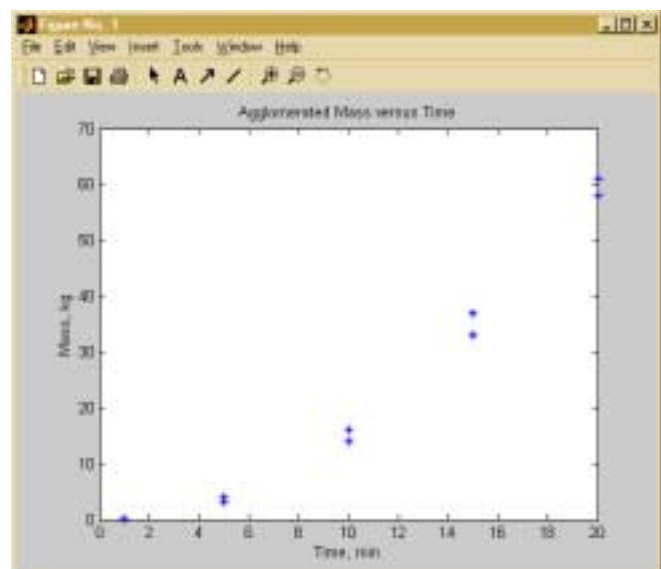 Figure No. 1
File Edit View Insert Tools Window Help
A
Agglomerated Mass versus Time
70
60
50
40
30
20
10
0
Mass, kg
0 2 4 6 8 10 12 14 16 18 20
Time, min